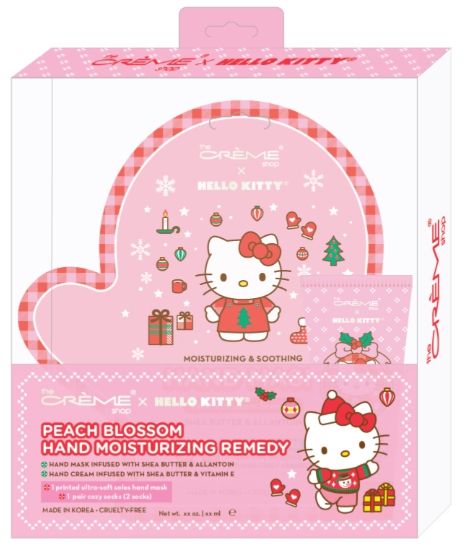 the CRÈME shop® × HELLO KITTY®
the CRÈME shop®
×
HELLO KITTY®
the CRÈME shop®
MOISTURIZING & SOOTHING
the CRÈME shop
HELLO KITTY®
the CRÈME shop × HELLO KITTY®
PEACH BLOSSOM
HAND MOISTURIZING REMEDY
HAND MASK INFUSED WITH SHEA BUTTER & ALLANTOIN
HAND CREAM INFUSED WITH SHEA BUTTER & VITAMIN E
1 printed ultra-soft soles hand mask
1 pair cozy socks (2 socks)
MADE IN KOREA • CRUELTY-FREE
Net wt. xx oz. | xx ml ℮